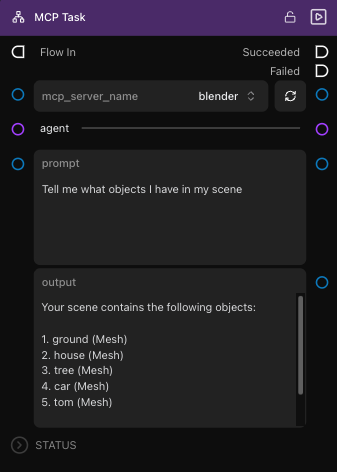 MCP Task
Flow In
Succeeded
Failed
mcp_server_name blender
agent
prompt
Tell me what objects I have in my scene
output
Your scene contains the following objects:
1. ground (Mesh)
2. house (Mesh)
3. tree (Mesh)
4. car (Mesh)
5. tom (Mesh)
STATUS